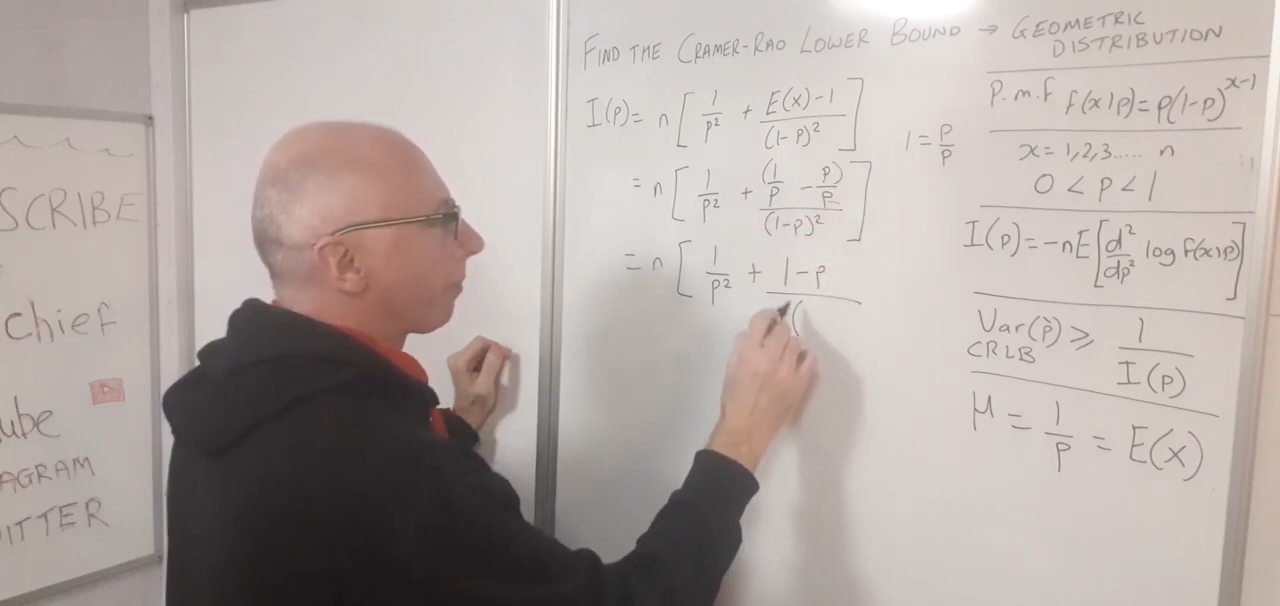 SCRIBE
chief
ube
AGRAM
ITTER
FIND THE CRAMER-RAO LOWER BOUND → GEOMETRIC
DISTRIBUTION
I(p)= n[1/p² + (E(x)-1)/(1-p)²]
= n[1/p² + (1/p - p/p)/(1-p)²]
= n[1/p² + 1-p/(
1 = p/p
p.m.f f(x|p)=p(1-p)^(x-1)
x=1,2,3..... n
0 < p < 1
I(p)=-nE[d²/dp² log f(x|p)]
Var(p̂) ≥ 1/I(p)
CRLB
μ = 1/p = E(x)